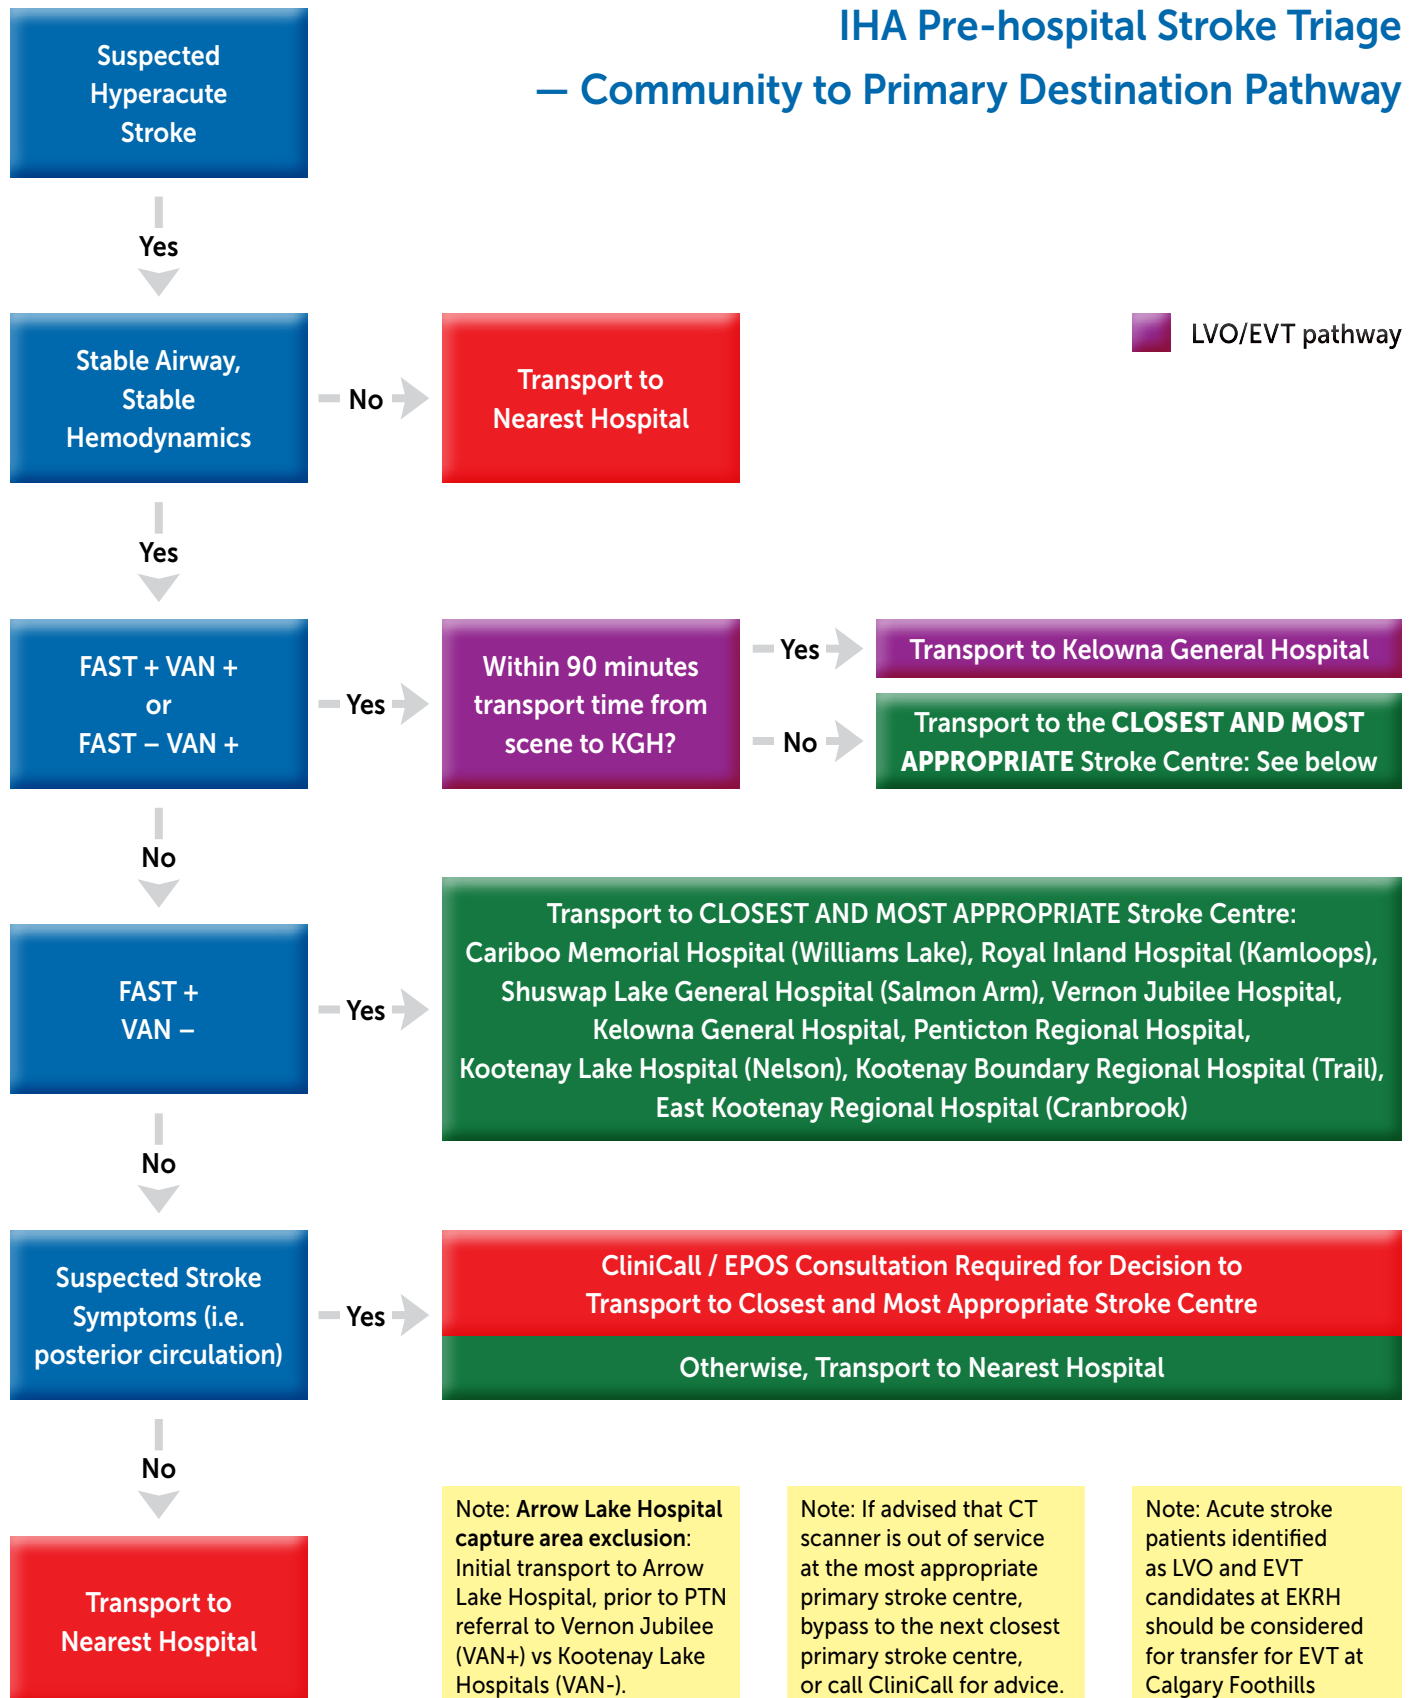 IHA Pre-hospital Stroke Triage
— Community to Primary Destination Pathway
Suspected
Hyperacute
Stroke
Yes
Stable Airway,
Stable
Hemodynamics
No
Transport to
Nearest Hospital
LVO/EVT pathway
Yes
FAST + VAN +
or
FAST – VAN +
Yes
Within 90 minutes
transport time from
scene to KGH?
Yes
Transport to Kelowna General Hospital
No
Transport to the CLOSEST AND MOST
APPROPRIATE Stroke Centre: See below
No
FAST +
VAN –
Yes
Transport to CLOSEST AND MOST APPROPRIATE Stroke Centre:
Cariboo Memorial Hospital (Williams Lake), Royal Inland Hospital (Kamloops),
Shuswap Lake General Hospital (Salmon Arm), Vernon Jubilee Hospital,
Kelowna General Hospital, Penticton Regional Hospital,
Kootenay Lake Hospital (Nelson), Kootenay Boundary Regional Hospital (Trail),
East Kootenay Regional Hospital (Cranbrook)
No
Suspected Stroke
Symptoms (i.e.
posterior circulation)
Yes
CliniCall / EPOS Consultation Required for Decision to
Transport to Closest and Most Appropriate Stroke Centre
Otherwise, Transport to Nearest Hospital
No
Transport to
Nearest Hospital
Note: Arrow Lake Hospital
capture area exclusion:
Initial transport to Arrow
Lake Hospital, prior to PTN
referral to Vernon Jubilee
(VAN+) vs Kootenay Lake
Hospitals (VAN-).
Note: If advised that CT
scanner is out of service
at the most appropriate
primary stroke centre,
bypass to the next closest
primary stroke centre,
or call CliniCall for advice.
Note: Acute stroke
patients identified
as LVO and EVT
candidates at EKRH
should be considered
for transfer for EVT at
Calgary Foothills